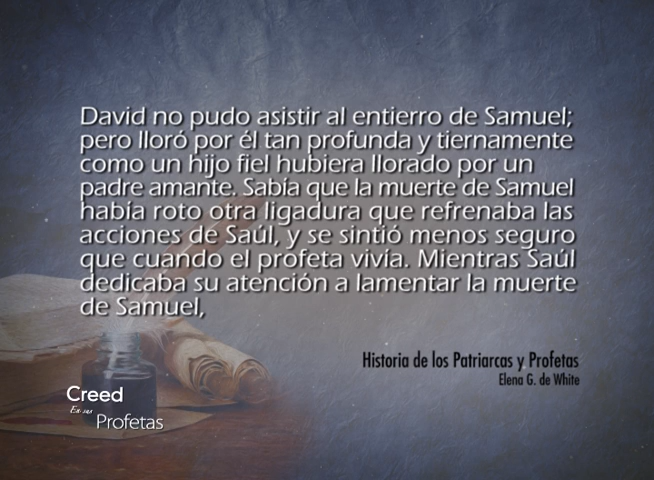 David no pudo asistir al entierro de Samuel;
pero lloró por él tan profunda y tiernamente
como un hijo fiel hubiera llorado por un
padre amante. Sabía que la muerte de Samuel
había roto otra ligadura que refrenaba las
acciones de Saúl, y se sintió menos seguro
que cuando el profeta vivía. Mientras Saúl
dedicaba su atención a lamentar la muerte
de Samuel,
Historia de los Patriarcas y Profetas
Elena G. de White
Creed
En sus
Profetas